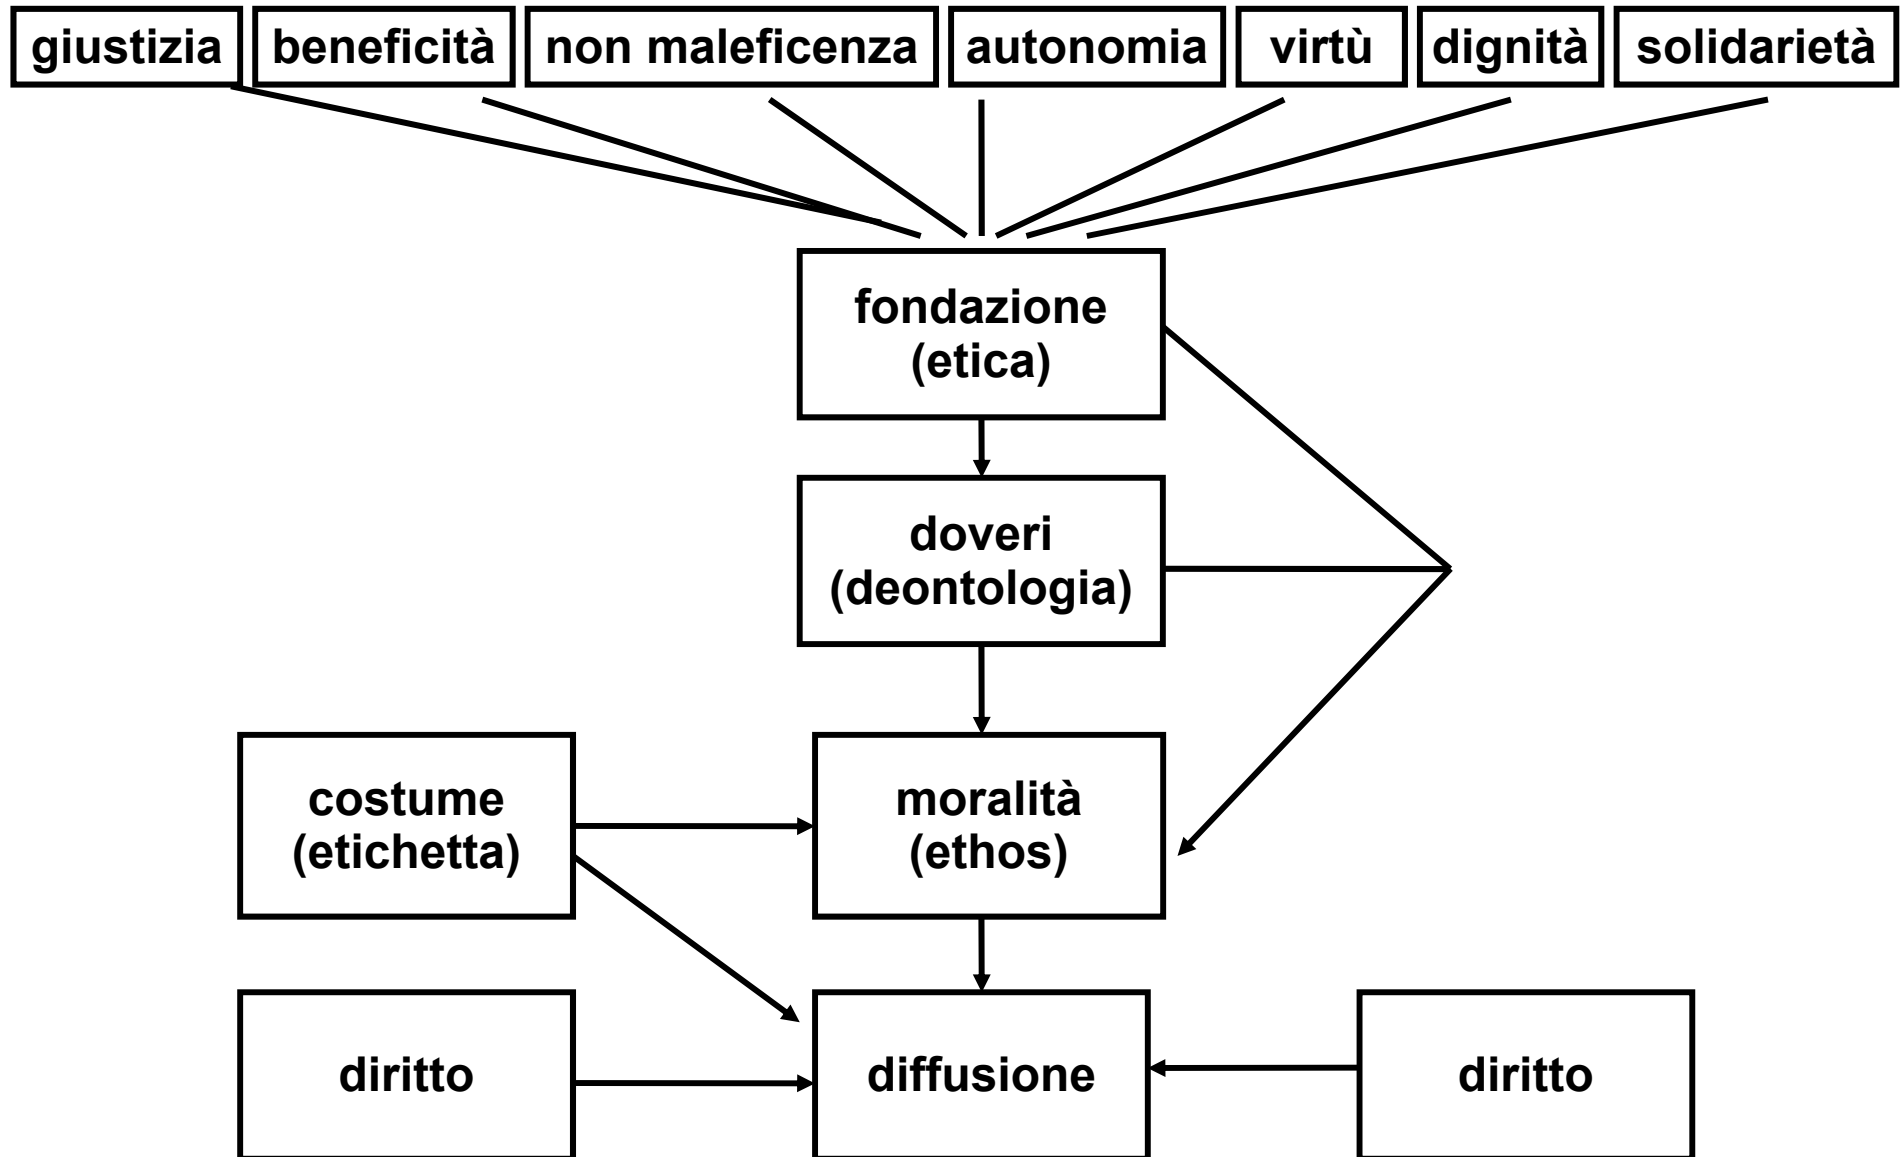 giustizia
beneficità
non maleficenza
autonomia
virtù
dignità
solidarietà
fondazione
(etica)
doveri
(deontologia)
costume
(etichetta)
moralità
(ethos)
diritto
diffusione
diritto